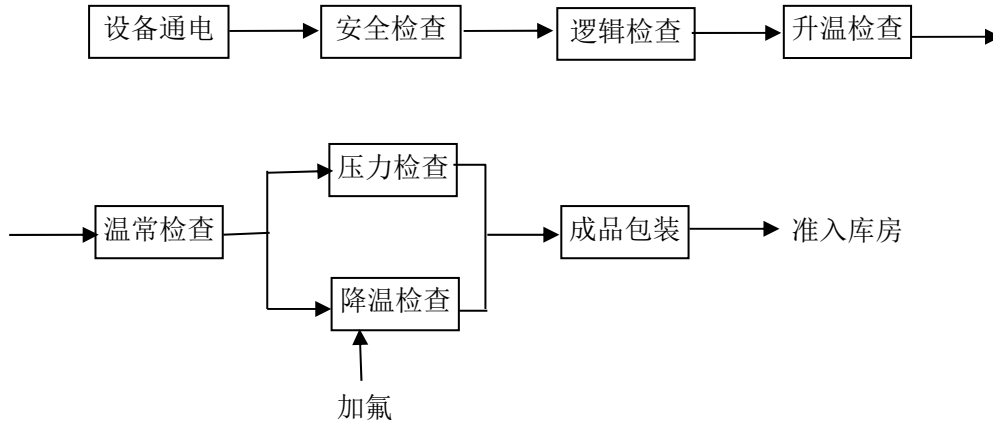 设备通电
安全检查
逻辑检查
升温检查
温常检查
压力检查
降温检查
成品包装
准入库房
加氟